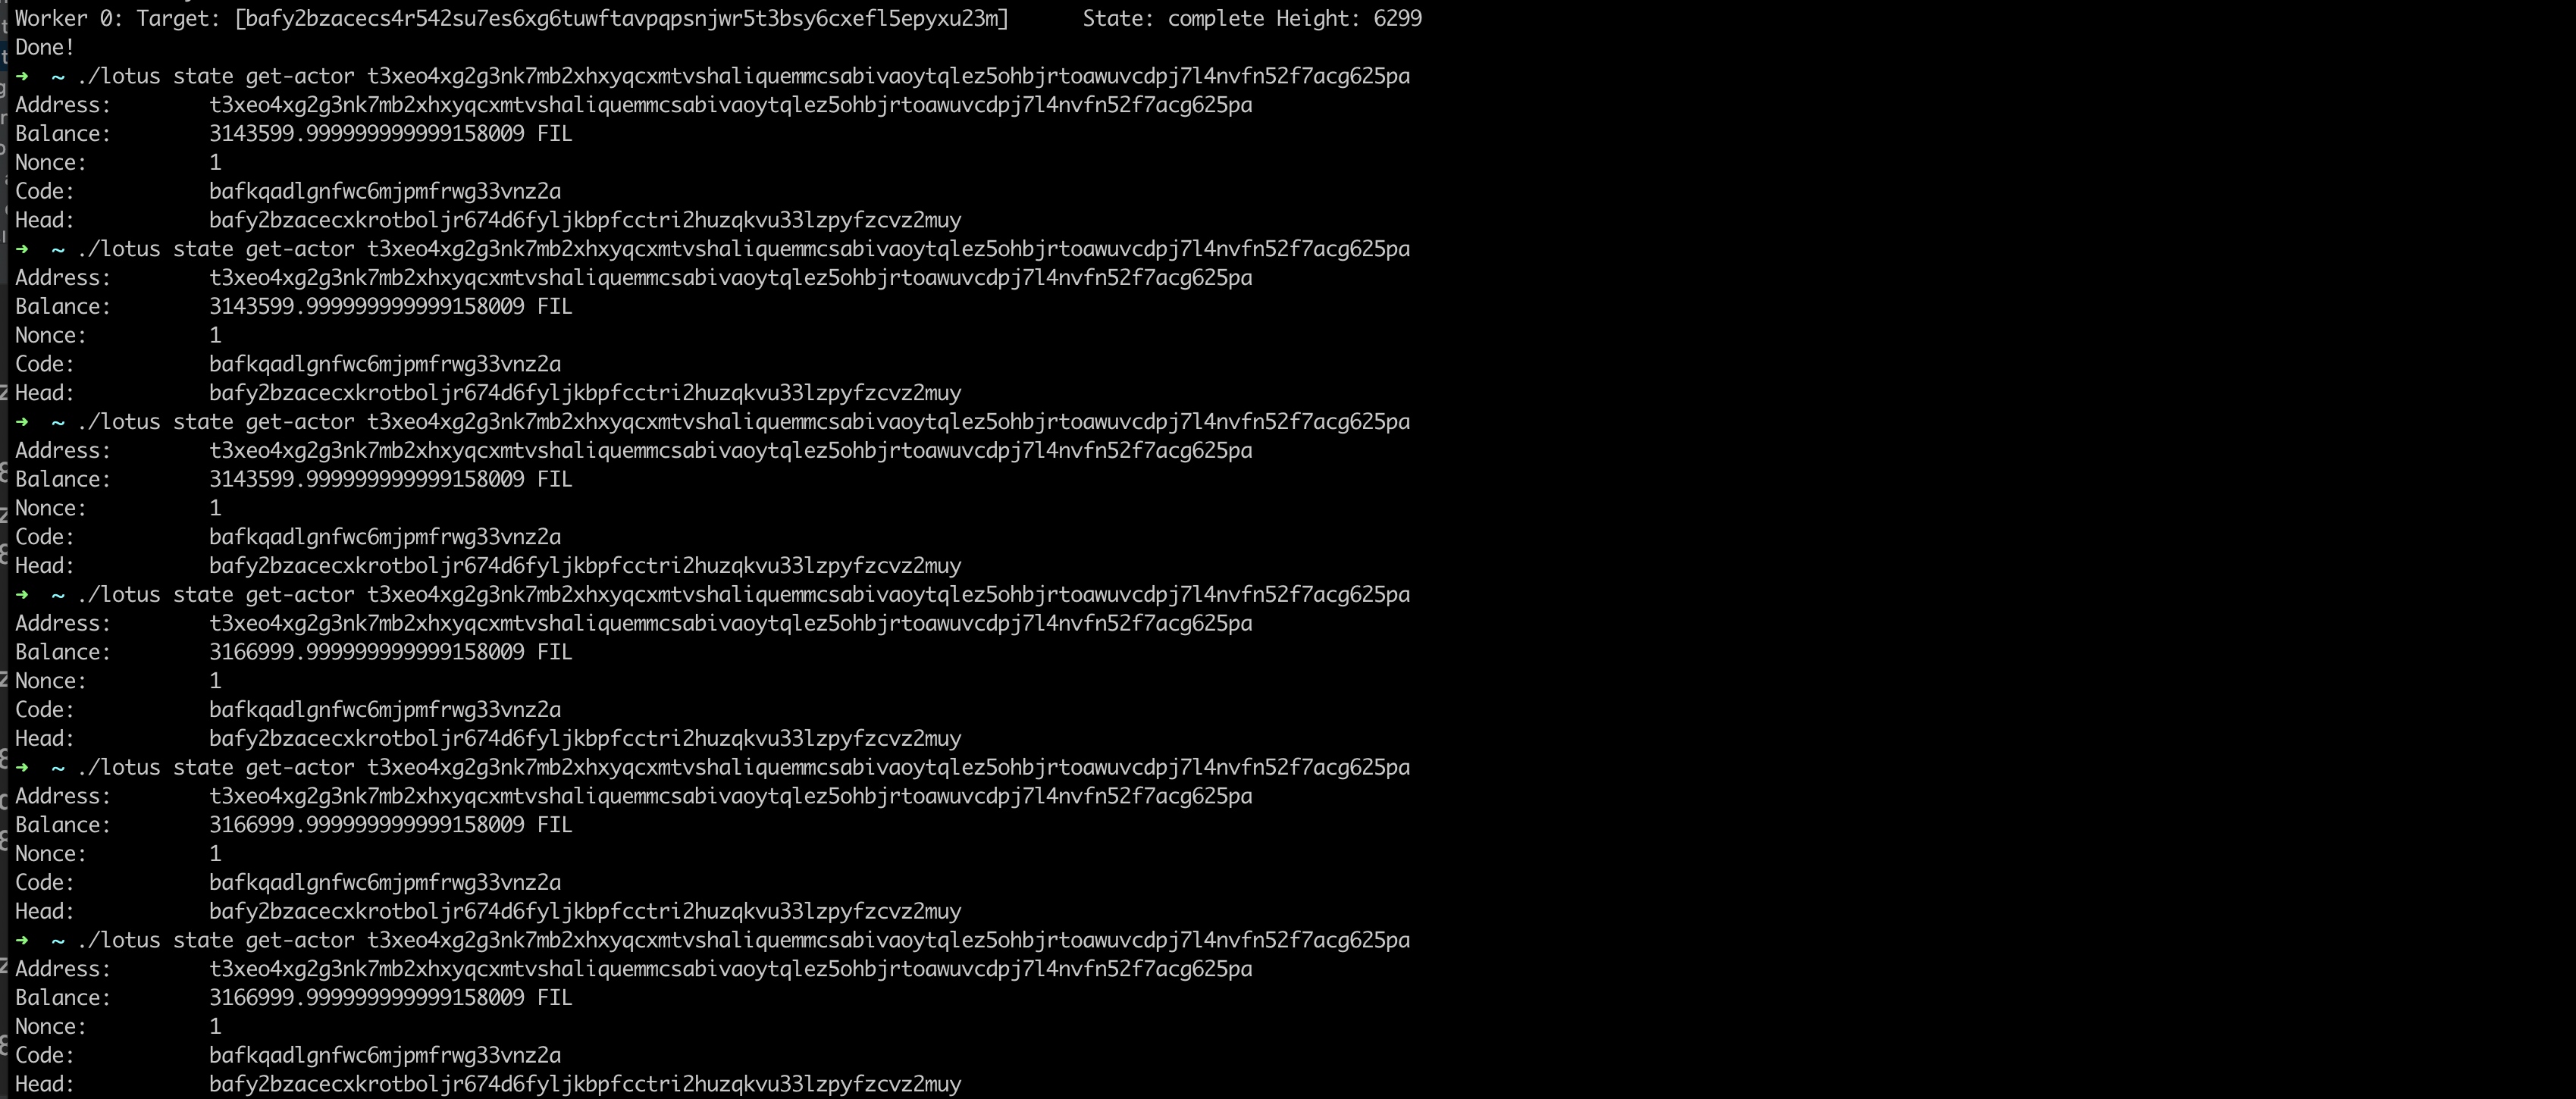 Worker 0: Target: [bafy2bzacecs4r542su7es6xg6tuwftavpqpsnjwr5t3bsy6cxefl5epyxu23m] State: complete Height: 6299
Done!
➜ ~ ./lotus state get-actor t3xeo4xg2g3nk7mb2xhxyqcxmtvshaliquemmcsabivaoytqlez5ohbjrtoawuvcdpj7l4nvfn52f7acg625pa
Address: t3xeo4xg2g3nk7mb2xhxyqcxmtvshaliquemmcsabivaoytqlez5ohbjrtoawuvcdpj7l4nvfn52f7acg625pa
Balance: 3143599.999999999999158009 FIL
Nonce: 1
Code: bafkqadlgnfwc6mjpmfrwg33vnz2a
Head: bafy2bzacecxkrotboljr674d6fyljkbpfcctri2huzqkvu33lzpyfzcvz2muy
➜ ~ ./lotus state get-actor t3xeo4xg2g3nk7mb2xhxyqcxmtvshaliquemmcsabivaoytqlez5ohbjrtoawuvcdpj7l4nvfn52f7acg625pa
Address: t3xeo4xg2g3nk7mb2xhxyqcxmtvshaliquemmcsabivaoytqlez5ohbjrtoawuvcdpj7l4nvfn52f7acg625pa
Balance: 3143599.999999999999158009 FIL
Nonce: 1
Code: bafkqadlgnfwc6mjpmfrwg33vnz2a
Head: bafy2bzacecxkrotboljr674d6fyljkbpfcctri2huzqkvu33lzpyfzcvz2muy
➜ ~ ./lotus state get-actor t3xeo4xg2g3nk7mb2xhxyqcxmtvshaliquemmcsabivaoytqlez5ohbjrtoawuvcdpj7l4nvfn52f7acg625pa
Address: t3xeo4xg2g3nk7mb2xhxyqcxmtvshaliquemmcsabivaoytqlez5ohbjrtoawuvcdpj7l4nvfn52f7acg625pa
Balance: 3143599.999999999999158009 FIL
Nonce: 1
Code: bafkqadlgnfwc6mjpmfrwg33vnz2a
Head: bafy2bzacecxkrotboljr674d6fyljkbpfcctri2huzqkvu33lzpyfzcvz2muy
➜ ~ ./lotus state get-actor t3xeo4xg2g3nk7mb2xhxyqcxmtvshaliquemmcsabivaoytqlez5ohbjrtoawuvcdpj7l4nvfn52f7acg625pa
Address: t3xeo4xg2g3nk7mb2xhxyqcxmtvshaliquemmcsabivaoytqlez5ohbjrtoawuvcdpj7l4nvfn52f7acg625pa
Balance: 3166999.999999999999158009 FIL
Nonce: 1
Code: bafkqadlgnfwc6mjpmfrwg33vnz2a
Head: bafy2bzacecxkrotboljr674d6fyljkbpfcctri2huzqkvu33lzpyfzcvz2muy
➜ ~ ./lotus state get-actor t3xeo4xg2g3nk7mb2xhxyqcxmtvshaliquemmcsabivaoytqlez5ohbjrtoawuvcdpj7l4nvfn52f7acg625pa
Address: t3xeo4xg2g3nk7mb2xhxyqcxmtvshaliquemmcsabivaoytqlez5ohbjrtoawuvcdpj7l4nvfn52f7acg625pa
Balance: 3166999.999999999999158009 FIL
Nonce: 1
Code: bafkqadlgnfwc6mjpmfrwg33vnz2a
Head: bafy2bzacecxkrotboljr674d6fyljkbpfcctri2huzqkvu33lzpyfzcvz2muy
➜ ~ ./lotus state get-actor t3xeo4xg2g3nk7mb2xhxyqcxmtvshaliquemmcsabivaoytqlez5ohbjrtoawuvcdpj7l4nvfn52f7acg625pa
Address: t3xeo4xg2g3nk7mb2xhxyqcxmtvshaliquemmcsabivaoytqlez5ohbjrtoawuvcdpj7l4nvfn52f7acg625pa
Balance: 3166999.999999999999158009 FIL
Nonce: 1
Code: bafkqadlgnfwc6mjpmfrwg33vnz2a
Head: bafy2bzacecxkrotboljr674d6fyljkbpfcctri2huzqkvu33lzpyfzcvz2muy